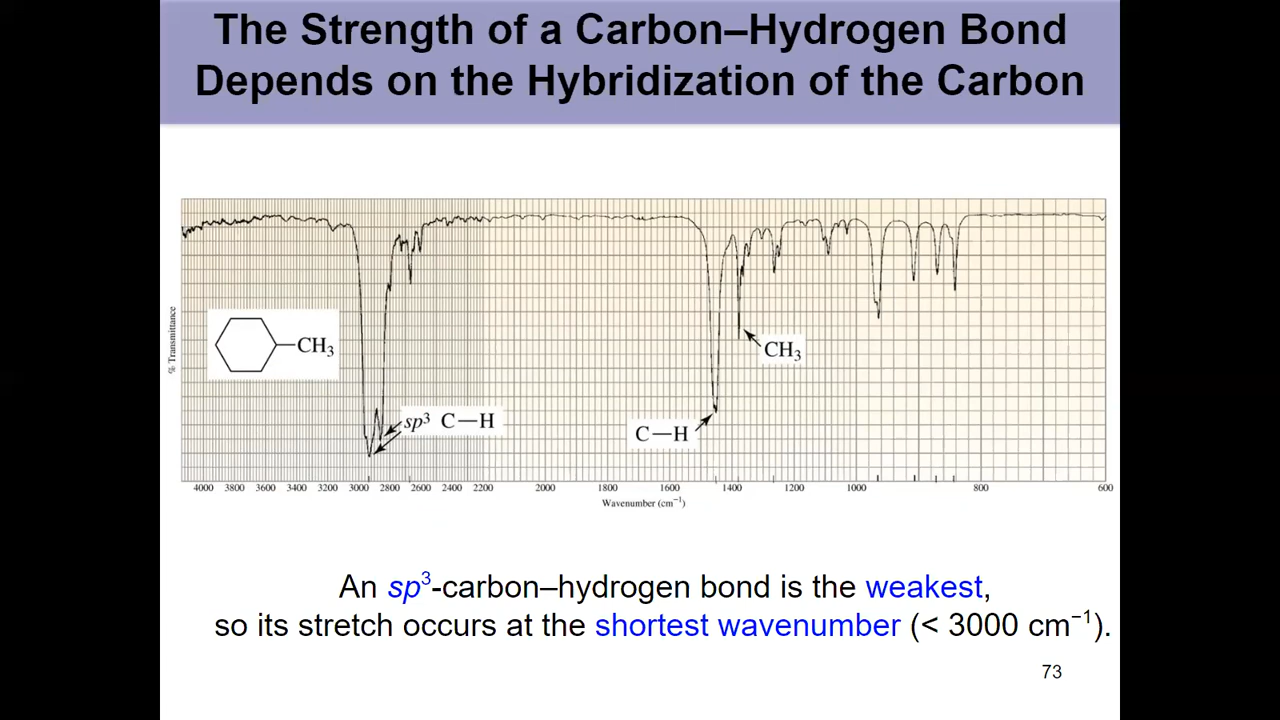 The Strength of a Carbon–Hydrogen Bond
Depends on the Hybridization of the Carbon
% Transmittance
CH₃
sp³ C—H
C—H
CH₃
4000 3800 3600 3400 3200 3000 2800 2600 2400 2200 2000 1800 1600 1400 1200 1000 800 600
Wavenumber (cm⁻¹)
An sp³-carbon–hydrogen bond is the weakest,
so its stretch occurs at the shortest wavenumber (< 3000 cm⁻¹).
73